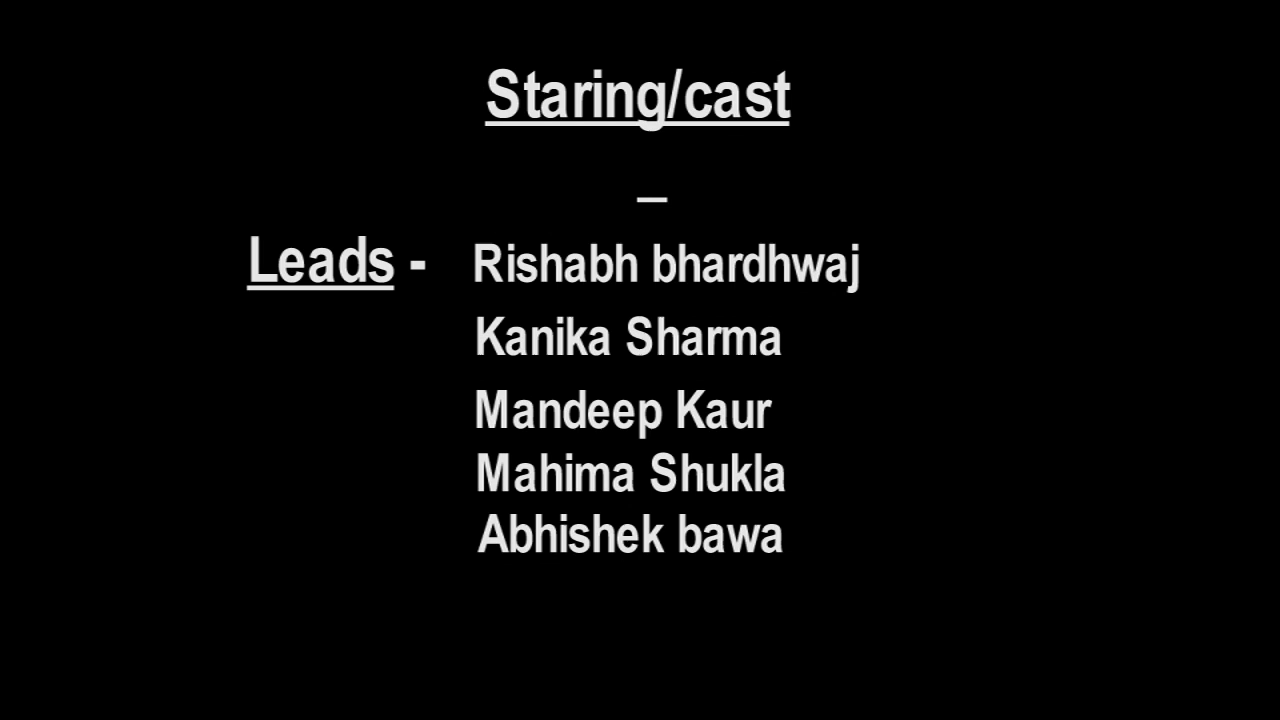 Staring/cast
_
Leads - Rishabh bhardhwaj
Kanika Sharma
Mandeep Kaur
Mahima Shukla
Abhishek bawa